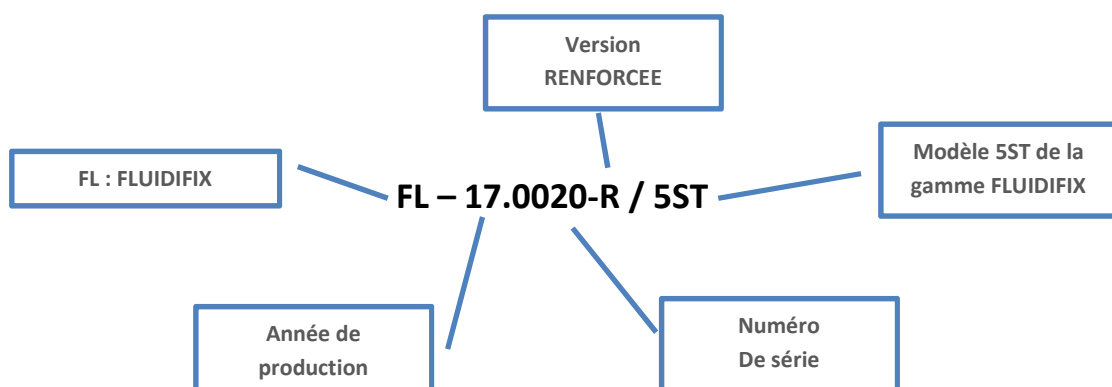 Version
RENFORCEE
FL : FLUIDIFIX
Modèle 5ST de la
gamme FLUIDIFIX
FL – 17.0020-R / 5ST
Année de
production
Numéro
De série